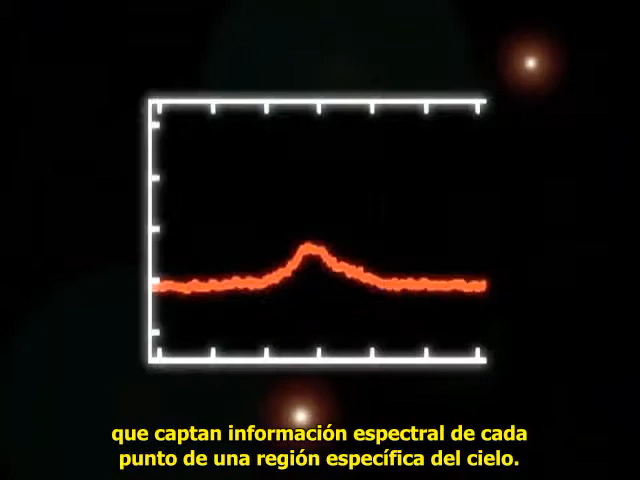 que captan información espectral de cada
punto de una región específica del cielo.